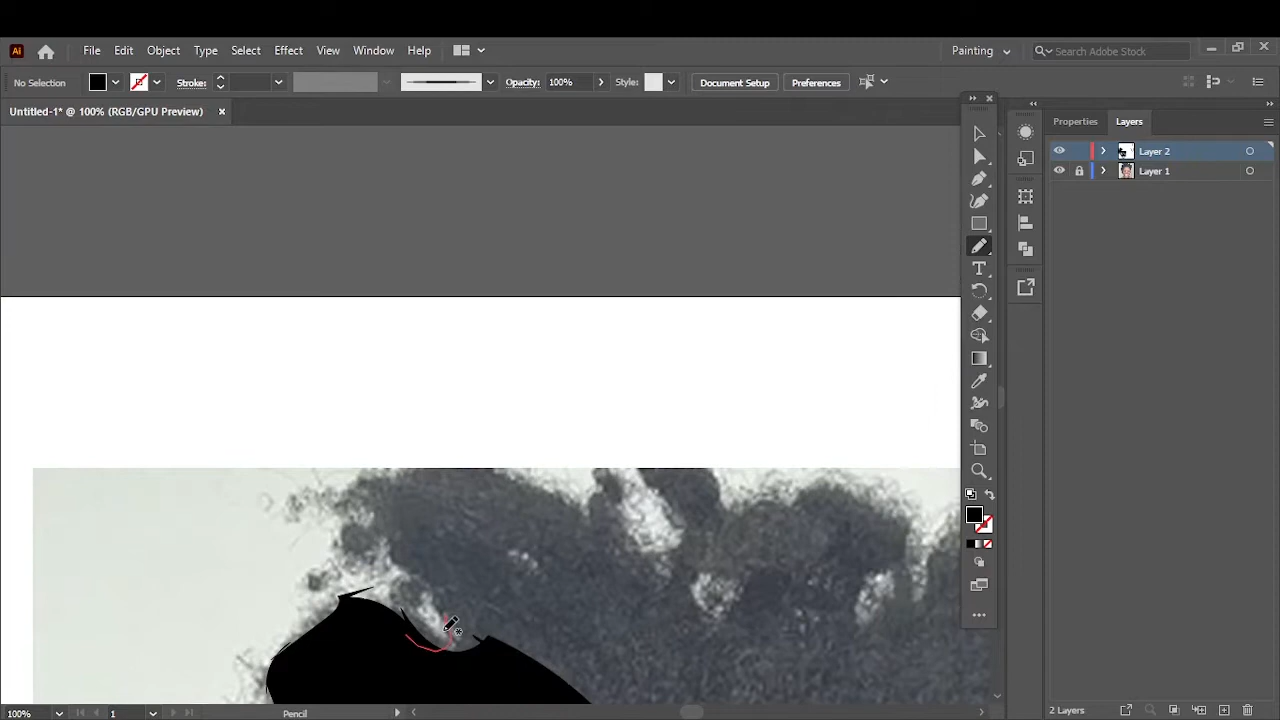 Ai File Edit Object Type Select Effect View Window Help Painting Search Adobe Stock
No Selection Stroke: Opacity: 100% Style: Document Setup Preferences
Untitled-1* @ 100% (RGB/GPU Preview) ×
Properties Layers
Layer 2
Layer 1
100% 1 Pencil 2 Layers